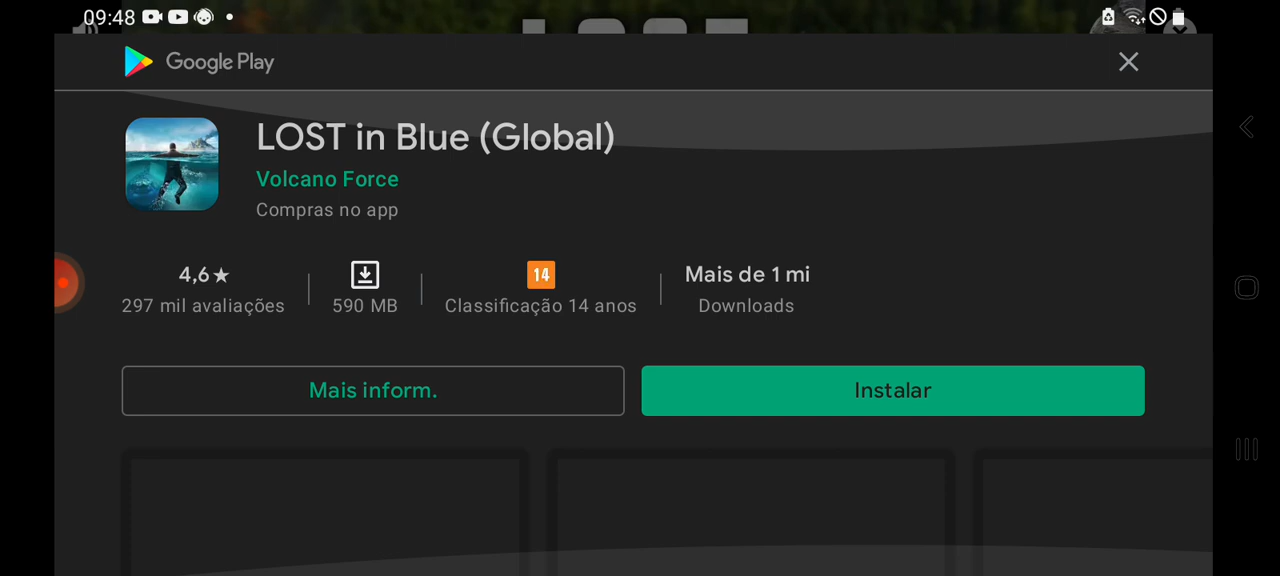 09:48
Google Play
LOST in Blue (Global)
Volcano Force
Compras no app
4,6★
297 mil avaliações
590 MB
14
Classificação 14 anos
Mais de 1 mi
Downloads
Mais inform.
Instalar